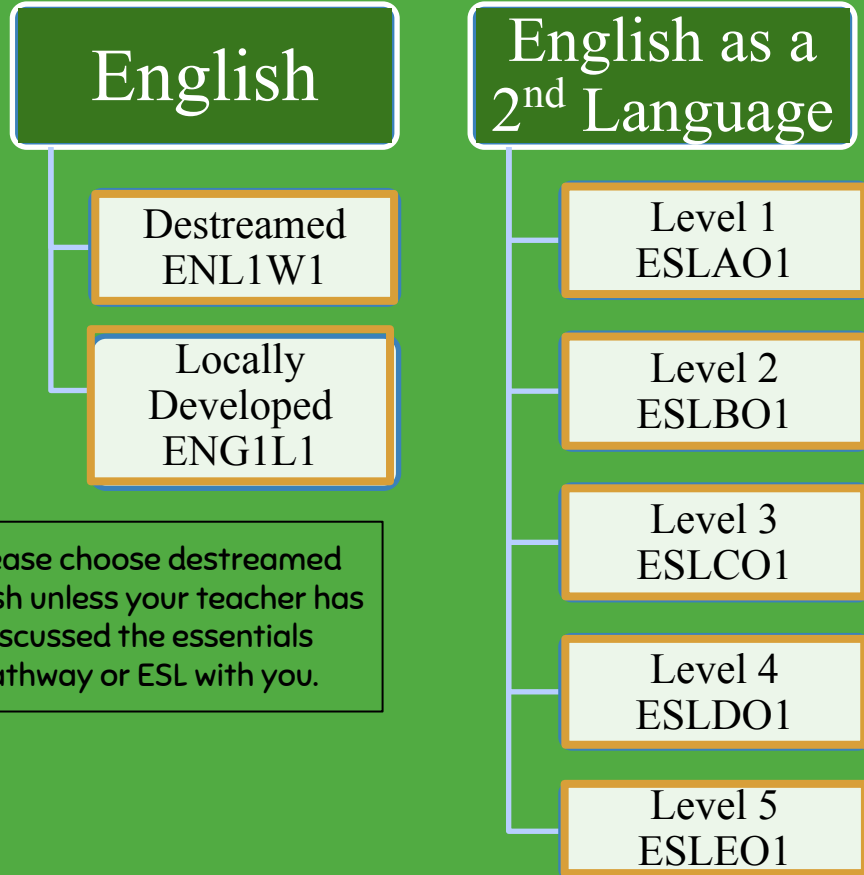 English
Destreamed
ENL1W1
Locally
Developed
ENG1L1
ease choose destreamed
sh unless your teacher has
scussed the essentials
athway or ESL with you.
English as a
2nd Language
Level 1
ESLAO1
Level 2
ESLBO1
Level 3
ESLCO1
Level 4
ESLDO1
Level 5
ESLEO1